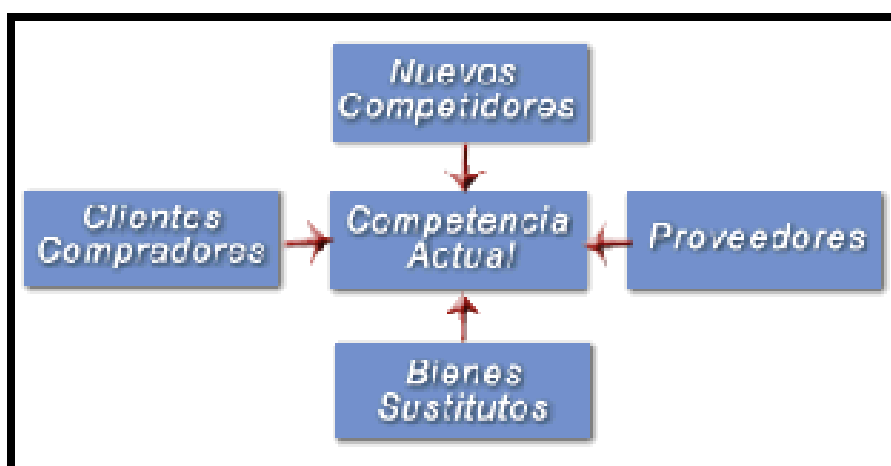 Nuevos
Competidores
Clientes
Compradores
Competencia
Actual
Proveedores
Bienes
Sustitutos